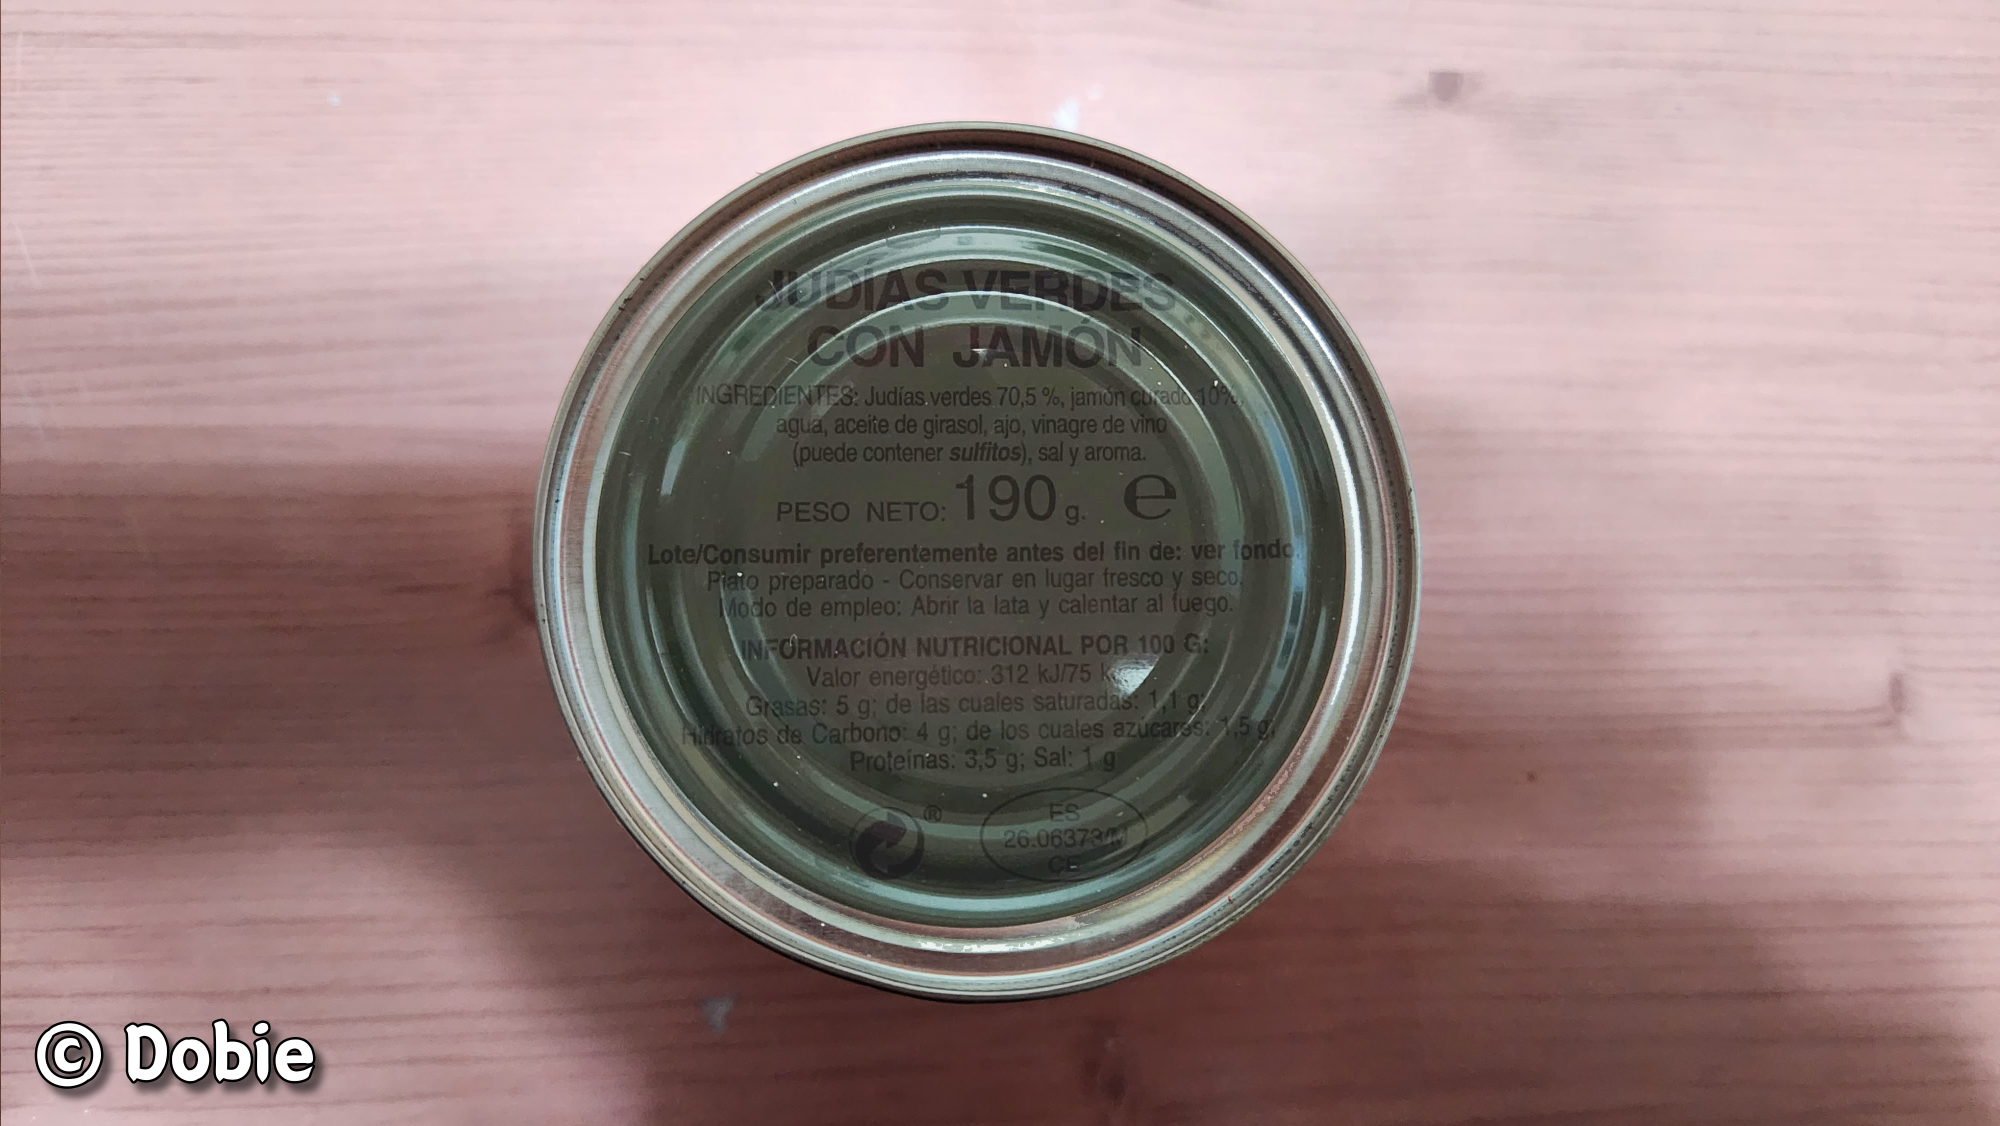 JUDÍAS VERDES
CON JAMÓN
INGREDIENTES: Judías verdes 70,5 %, jamón curado 10%,
agua, aceite de girasol, ajo, vinagre de vino
(puede contener sulfitos), sal y aroma.
PESO NETO: 190 g. e
Lote/Consumir preferentemente antes del fin de: ver fondo.
Plato preparado - Conservar en lugar fresco y seco.
Modo de empleo: Abrir la lata y calentar al fuego.
INFORMACIÓN NUTRICIONAL POR 100 G:
Valor energético: 312 kJ/75
Grasas: 5 g; de las cuales saturadas: 1,1 g;
Hidratos de Carbono: 4 g; de los cuales azúcares: 1,5 g;
Proteínas: 3,5 g; Sal: 1 g
®
ES
26.06373/M
CE
© Dobie